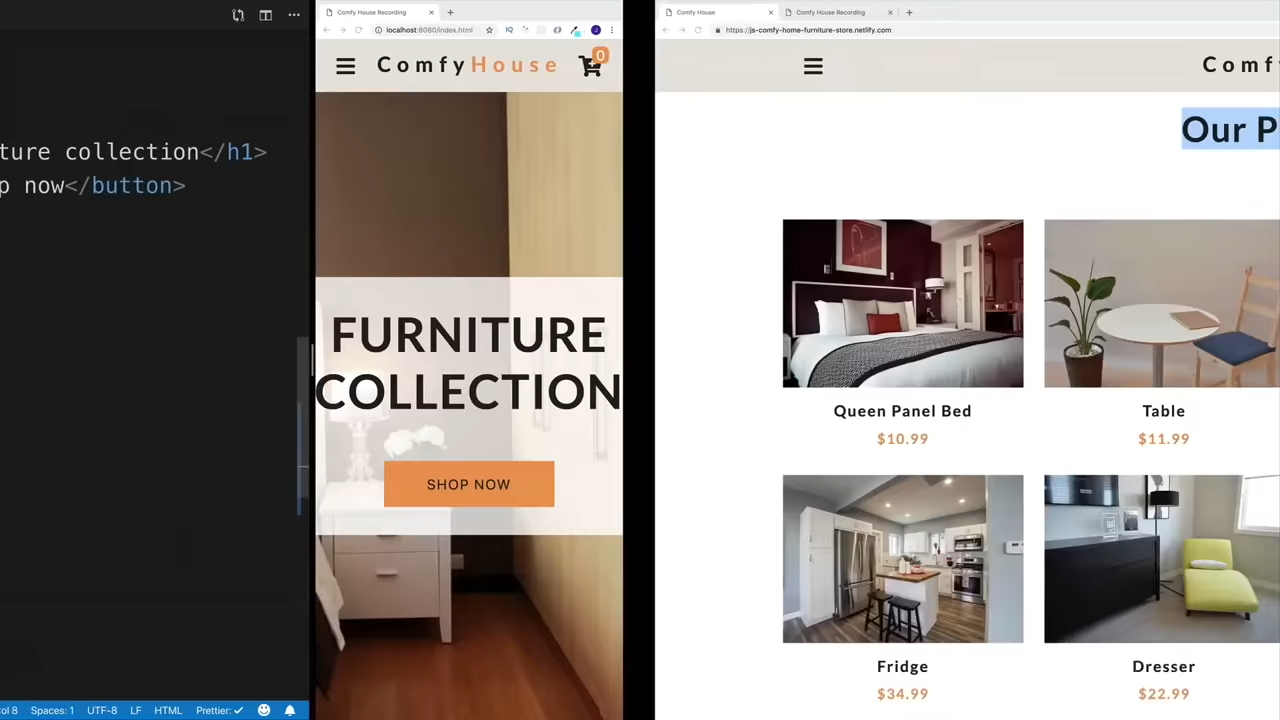 ture collection</h1>
p now</button>
Col 8 Spaces: 1 UTF-8 LF HTML Prettier: ✓
Comfy House Recording
localhost:8080/index.html
ComfyHouse
0
FURNITURE
COLLECTION
SHOP NOW
Comfy House
Comfy House Recording
https://js-comfy-home-furniture-store.netlify.com
Comf
Our P
Queen Panel Bed
$10.99
Table
$11.99
Fridge
$34.99
Dresser
$22.99